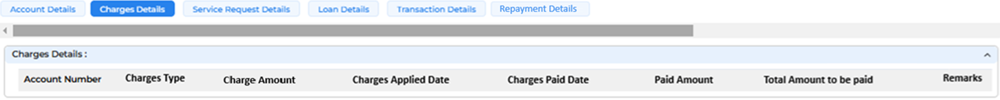 Account Details Charges Details Service Request Details Loan Details Transaction Details Repayment Details
Charges Details :
Account Number Charges Type Charge Amount Charges Applied Date Charges Paid Date Paid Amount Total Amount to be paid Remarks